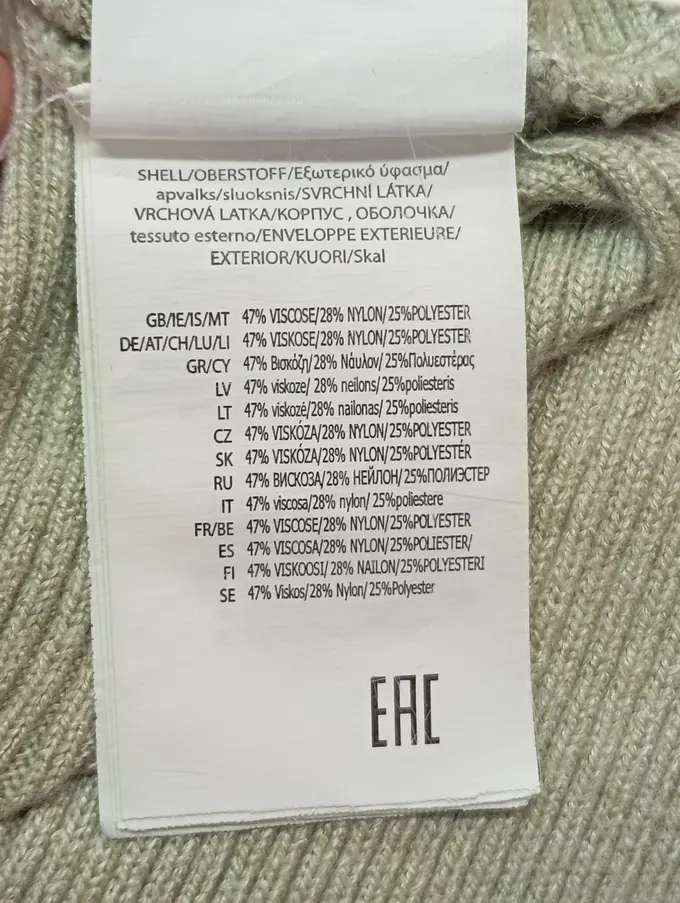 SHELL/OBERSTOFF/Εξωτερικό ύφασμα/
apvalks/sluoksnis/SVRCHNÍ LÁTKA/
VRCHOVÁ LATKA/КОРПУС , ОБОЛОЧКА/
tessuto esterno/ENVELOPPE EXTERIEURE/
EXTERIOR/KUORI/Skal
GB/IE/IS/MT 47% VISCOSE/28% NYLON/25%POLYESTER
DE/AT/CH/LU/LI 47% VISKOSE/28% NYLON/25%POLYESTER
GR/CY 47% Βισκόζη/28% Νάυλον/25%Πολυεστέρας
LV 47% viskoze/ 28% neilons/25%poliesteris
LT 47% viskozė/28% nailonas/25%poliesteris
CZ 47% VISKÓZA/28% NYLON/25%POLYESTER
SK 47% VISKÓZA/28% NYLON/25%POLYESTÉR
RU 47% ВИСКОЗА/28% НЕЙЛОН/25%ПОЛИЭСТЕР
IT 47% viscosa/28% nylon/25%poliestere
FR/BE 47% VISCOSE/28% NYLON/25%POLYESTER
ES 47% VISCOSA/28% NYLON/25%POLIESTER/
FI 47% VISKOOSI/28% NAILON/25%POLYESTERI
SE 47% Viskos/28% Nylon/25%Polyester
EAC